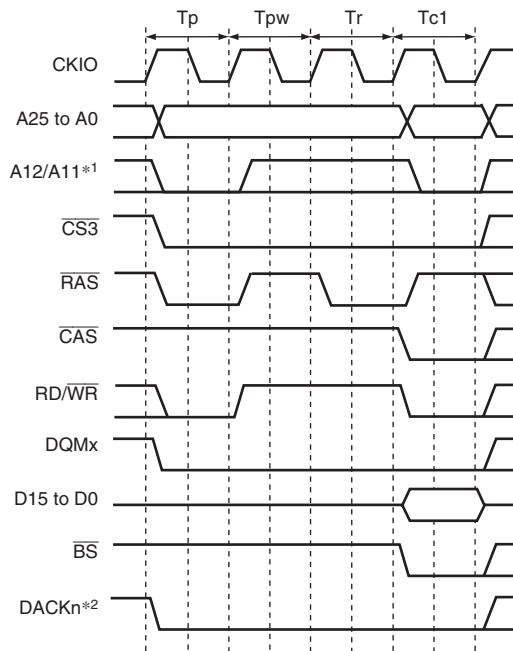 Tp Tpw Tr Tc1
CKIO
A25 to A0
A12/A11*1
CS3
RAS
CAS
RD/WR
DQMx
D15 to D0
BS
DACKn*2